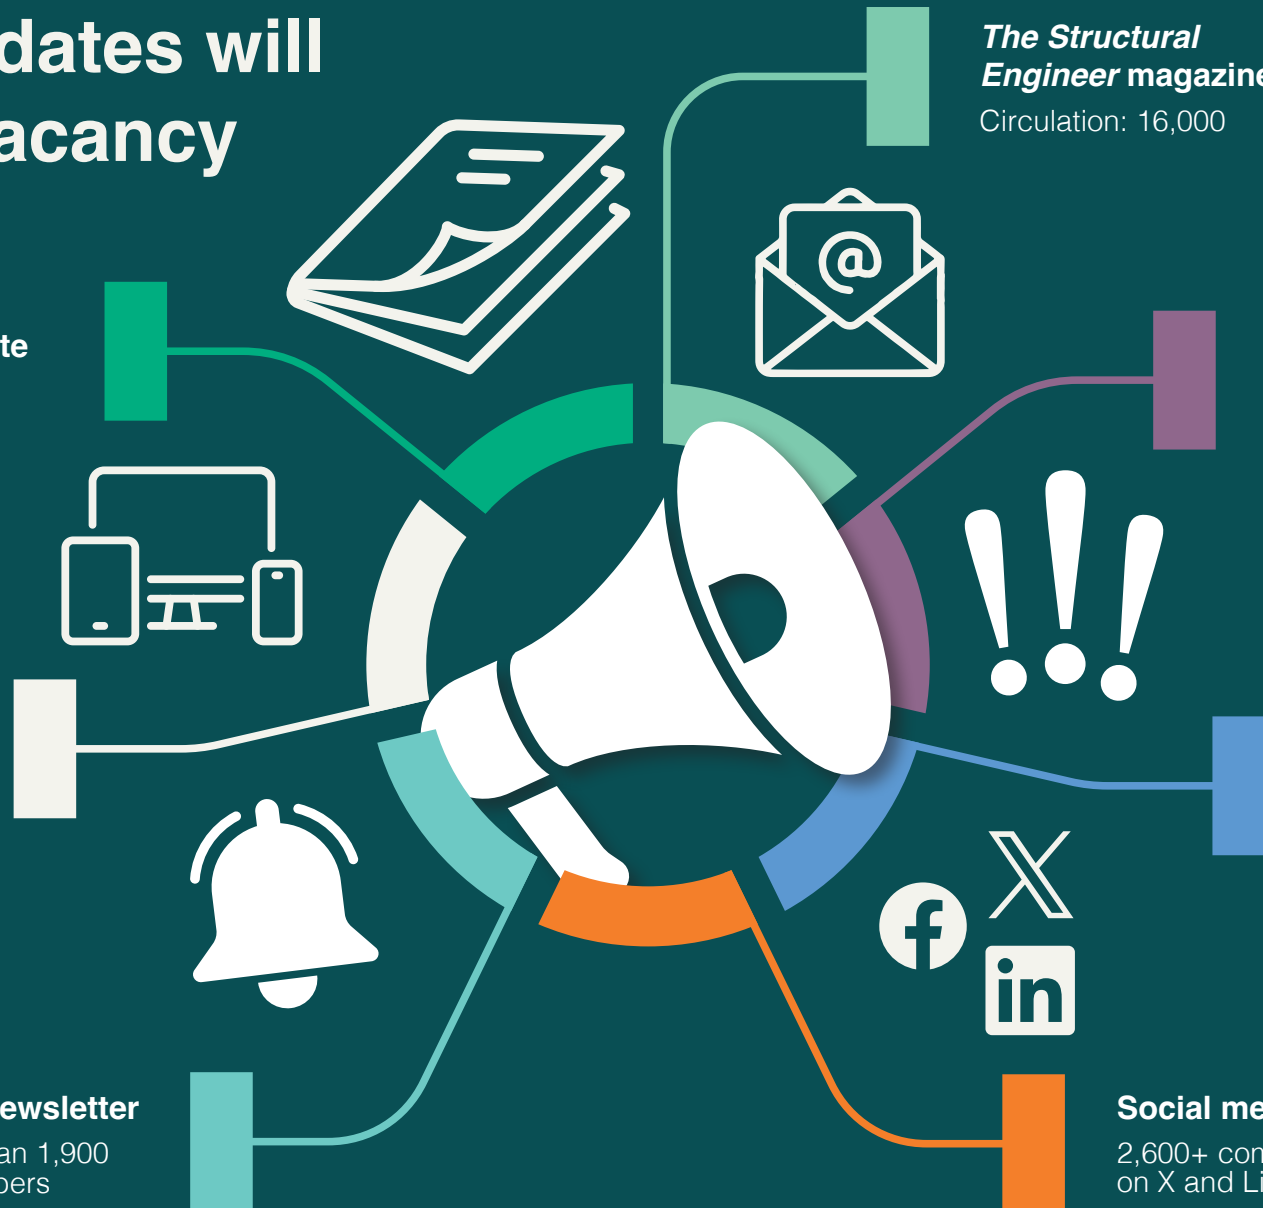 dates will
acancy
The Structural
Engineer magazine
Circulation: 16,000
te
@
in
ewsletter
an 1,900
bers
Social me
2,600+ con
on X and Li